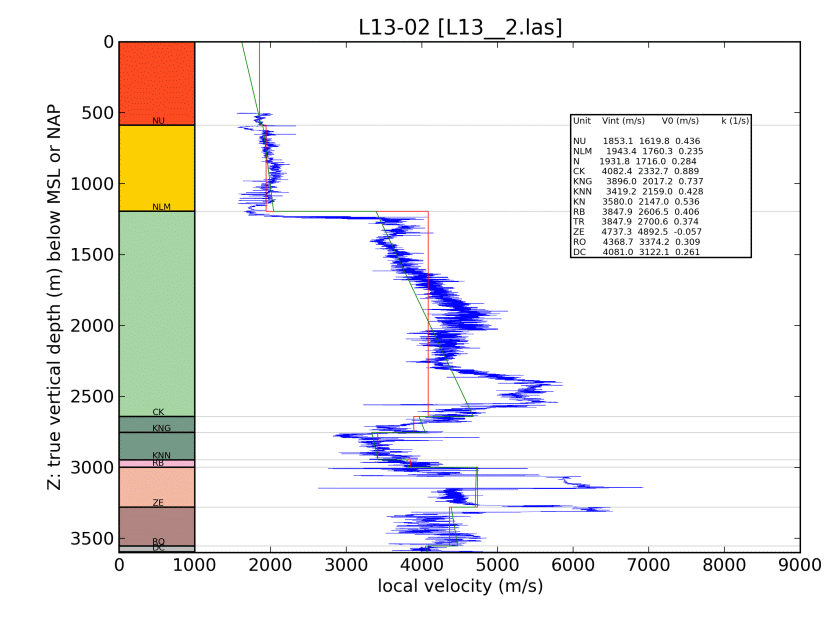 L13-02 [L13__2.las]
0
500
1000
1500
2000
2500
3000
3500
Z: true vertical depth (m) below MSL or NAP
NU
NLM
CK
KNG
KNN
RB
ZE
RO
DC
Unit Vint (m/s) V0 (m/s) k (1/s)
NU 1853.1 1619.8 0.436
NLM 1943.4 1760.3 0.235
N 1931.8 1716.0 0.284
CK 4082.4 2332.7 0.889
KNG 3896.0 2017.2 0.737
KNN 3419.2 2159.0 0.428
KN 3580.0 2147.0 0.536
RB 3847.9 2606.5 0.406
TR 3847.9 2700.6 0.374
ZE 4737.3 4892.5 -0.057
RO 4368.7 3374.2 0.309
DC 4081.0 3122.1 0.261
0 1000 2000 3000 4000 5000 6000 7000 8000 9000
local velocity (m/s)